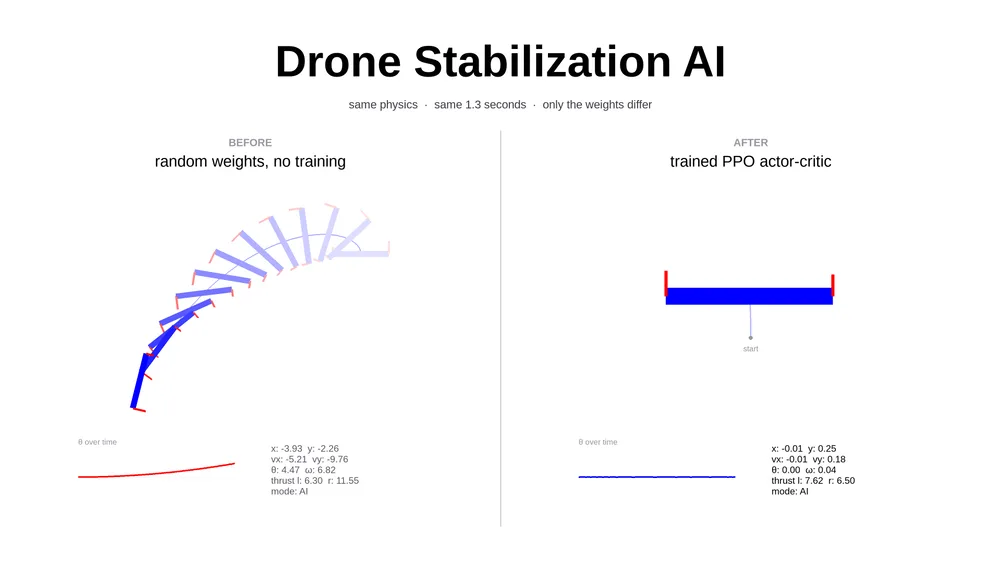 Drone Stabilization AI
same physics · same 1.3 seconds · only the weights differ
BEFORE
random weights, no training
θ over time
x: -3.93 y: -2.26
vx: -5.21 vy: -9.76
θ: 4.47 ω: 6.82
thrust l: 6.30 r: 11.55
mode: AI
AFTER
trained PPO actor-critic
start
θ over time
x: -0.01 y: 0.25
vx: -0.01 vy: 0.18
θ: 0.00 ω: 0.04
thrust l: 7.62 r: 6.50
mode: AI